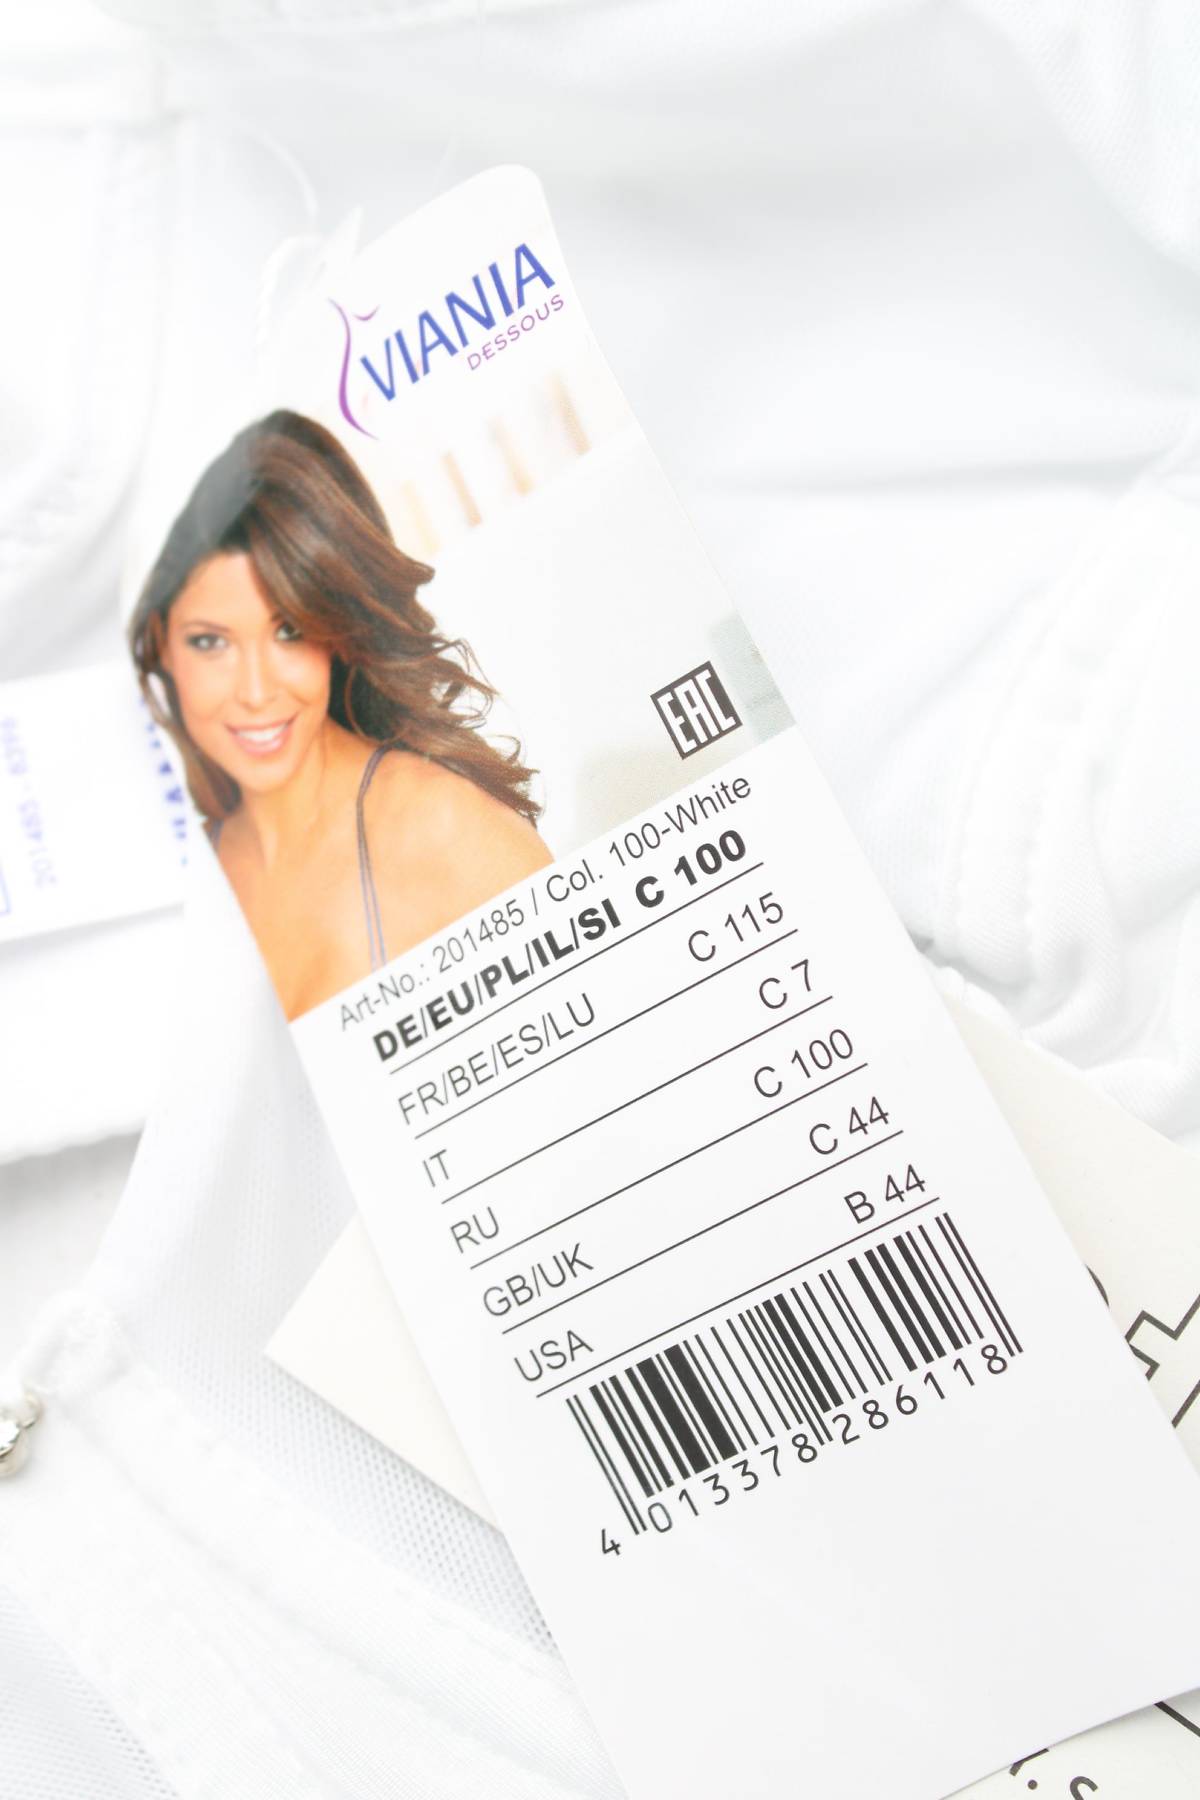 VIANIA
DESSOUS
EAC
Art-No.: 201485 / Col. 100-White
DE/EU/PL/IL/SI C 100
FR/BE/ES/LU C 115
IT C 7
RU C 100
GB/UK C 44
USA B 44
4 013378 286118